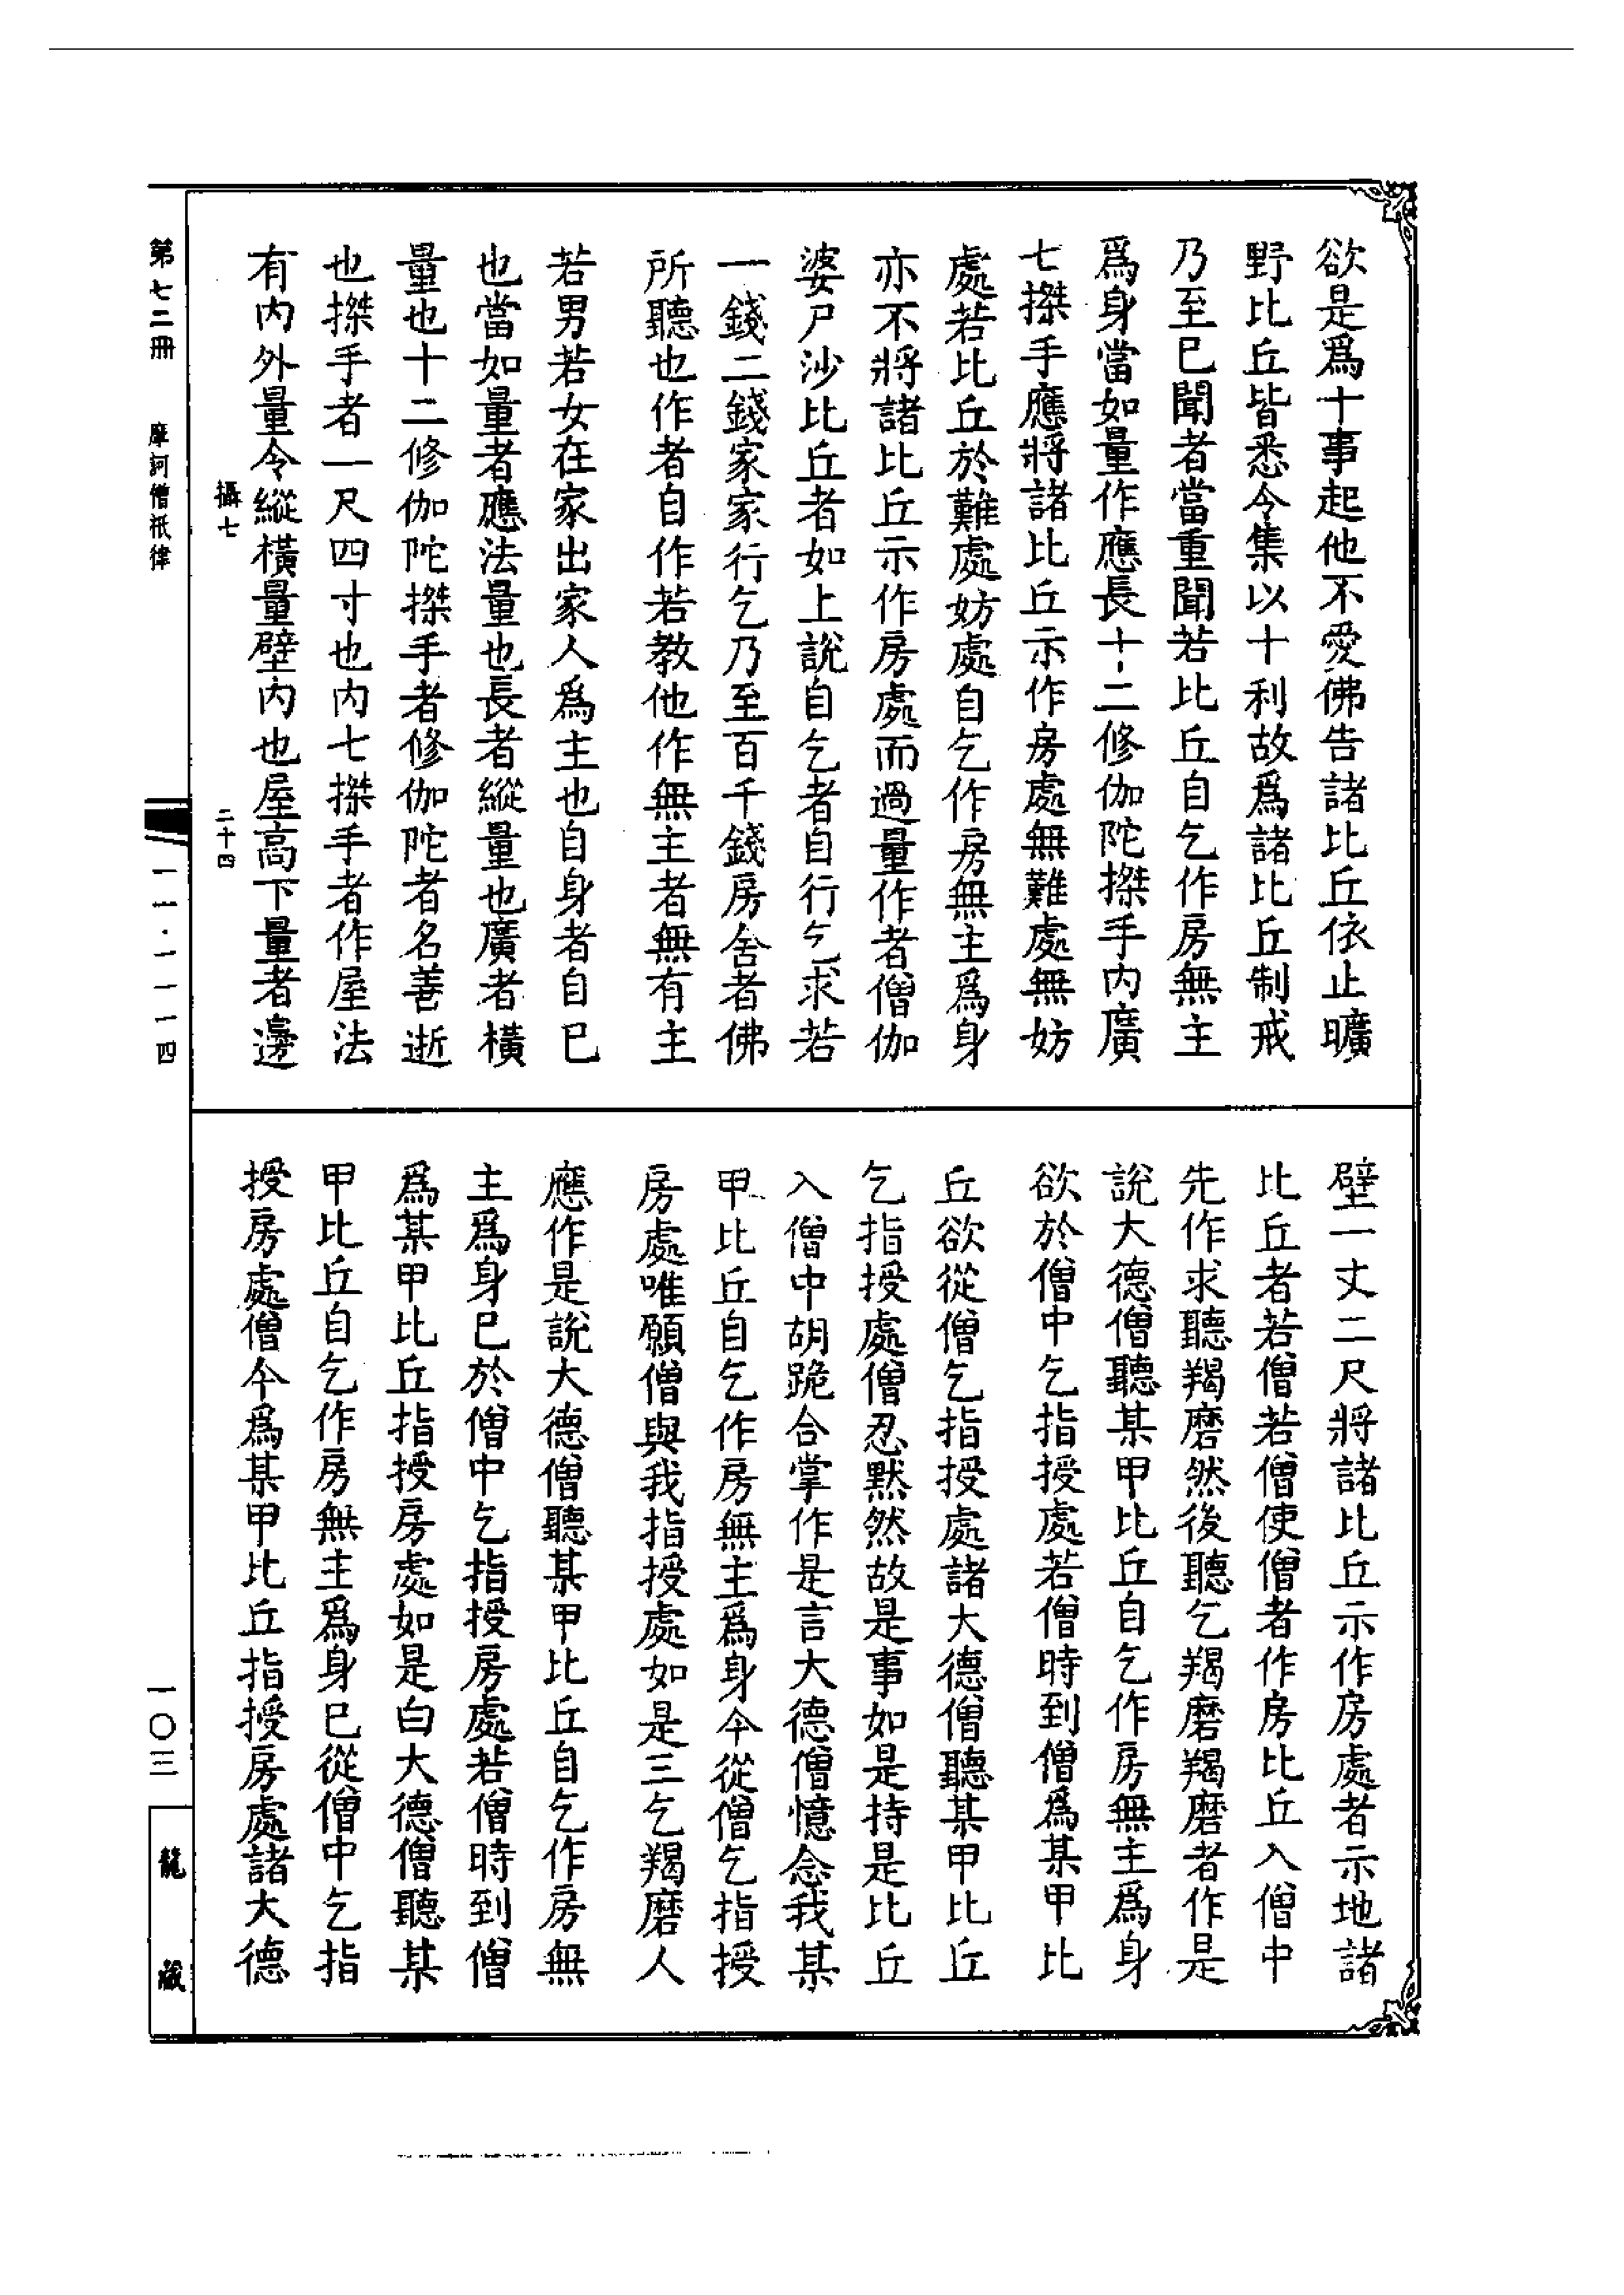 欲是爲十事起他不愛佛告諸比丘依止曠
野比丘皆悉令集以十利故爲諸比丘制戒
乃至已聞者當重聞若比丘自乞作房無主
爲身當如量作應長十二修伽陀搩手內廣
七搩手應將諸比丘示作房處無難處無妨
處若比丘於難處妨處自乞作房無主爲身
亦不將諸比丘示作房處而過量作者僧伽
婆尸沙比丘者如上說自乞者自行乞求若
一錢二錢家家行乞乃至百千錢房舍者佛
所聽也作者自作若教他作無主者無有主
若男若女在家出家人爲主也自身者自已
也當如量者應法量也長者縱量也廣者橫
量也十二修伽陀搩手者修伽陀者名善逝
也搩手者一尺四寸也內七搩手者作屋法
有內外量令縱橫量壁內也屋高下量者邊
攝七
二十四
壁一丈二尺將諸比丘示作房處者示地諸
比丘者若僧若僧使僧者作房比丘入僧中
先作求聽羯磨然後聽乞羯磨羯磨者作是
說大德僧聽某甲比丘自乞作房無主爲身
欲於僧中乞指授處若僧時到僧爲某甲比
丘欲從僧乞指授處諸大德僧聽某甲比丘
乞指授處僧忍默然故是事如是持是比丘
入僧中胡跪合掌作是言大德僧憶念我某
甲比丘自乞作房無主爲身今從僧乞指授
房處唯願僧與我指授處如是三乞羯磨人
應作是說大德僧聽某甲比丘自乞作房無
主爲身已於僧中乞指授房處若僧時到僧
爲某甲比丘指授房處如是白大德僧聽某
甲比丘自乞作房無主爲身已從僧中乞指
授房處僧今爲某甲比丘指授房處諸大德
第七二冊
摩訶僧祇律
一一·一一一四
一〇三
龍藏